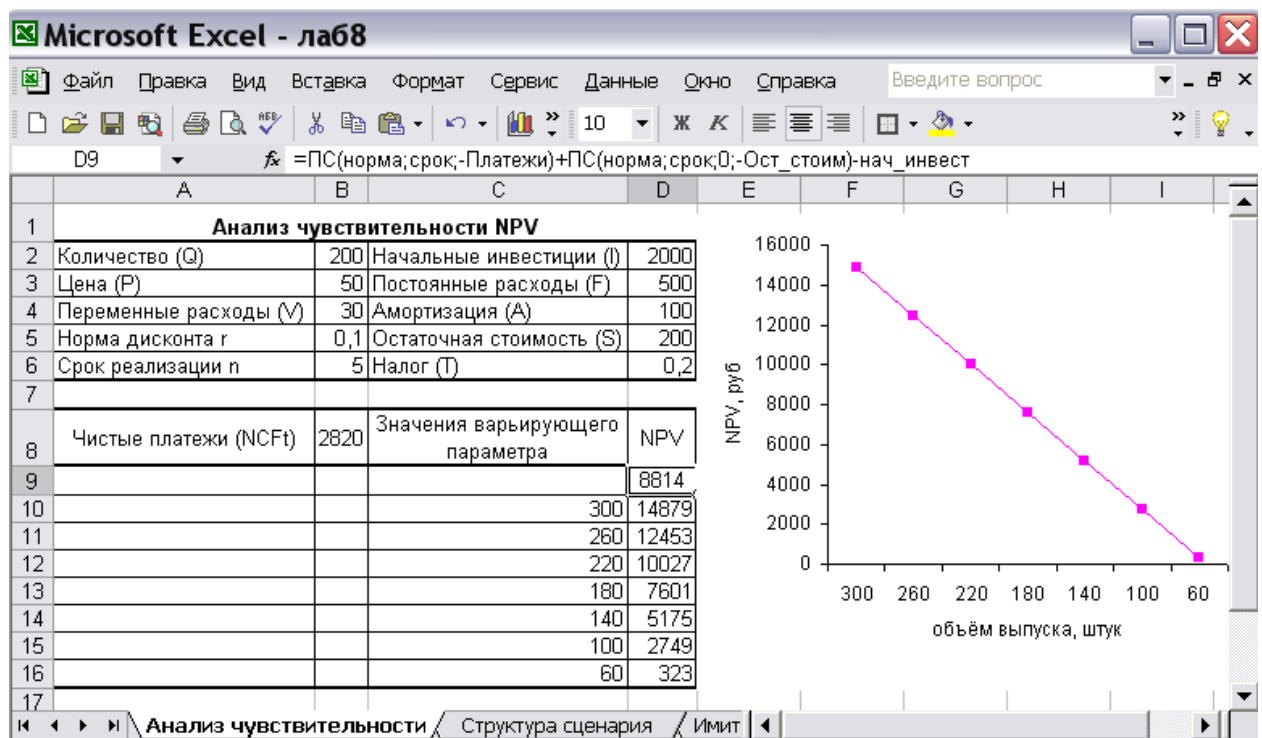 Microsoft Excel - лаб8
Файл Правка Вид Вставка Формат Сервис Данные Окно Справка Введите вопрос
10 Ж К
D9 fx =ПС(норма;срок;-Платежи)+ПС(норма;срок;0;-Ост_стоим)-нач_инвест
A B C D E F G H I
1 Анализ чувствительности NPV
2 Количество (Q) 200 Начальные инвестиции (I) 2000
3 Цена (P) 50 Постоянные расходы (F) 500
4 Переменные расходы (V) 30 Амортизация (A) 100
5 Норма дисконта r 0,1 Остаточная стоимость (S) 200
6 Срок реализации n 5 Налог (T) 0,2
7
8 Чистые платежи (NCFt) 2820 Значения варьирующего параметра NPV
9 8814
10 300 14879
11 260 12453
12 220 10027
13 180 7601
14 140 5175
15 100 2749
16 60 323
17
NPV, руб
16000
14000
12000
10000
8000
6000
4000
2000
0
300 260 220 180 140 100 60
объём выпуска, штук
Анализ чувствительности Структура сценария Имит